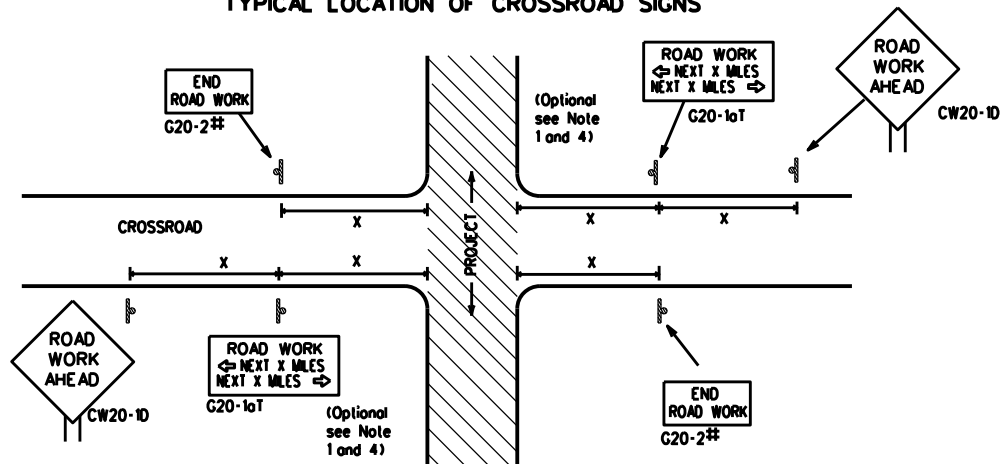 TYPICAL LOCATION OF CROSSROAD SIGNS
END
ROAD WORK
G20-2#
(Optional
see Note
1 and 4)
ROAD WORK
⇦ NEXT X MILES
NEXT X MILES ⇨
G20-1aT
ROAD
WORK
AHEAD
CW20-1D
X
X
X
CROSSROAD
PROJECT
X
X
X
ROAD
WORK
AHEAD
CW20-1D
ROAD WORK
⇦ NEXT X MILES
NEXT X MILES ⇨
G20-1aT
(Optional
see Note
1 and 4)
END
ROAD WORK
G20-2#